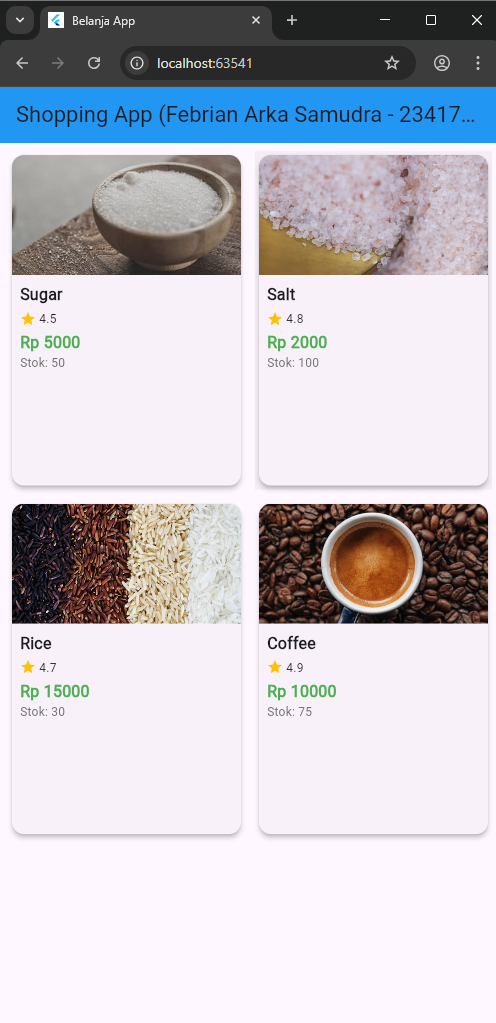 Belanja App
localhost:63541
Shopping App (Febrian Arka Samudra - 23417...
Sugar
4.5
Rp 5000
Stok: 50
Salt
4.8
Rp 2000
Stok: 100
Rice
4.7
Rp 15000
Stok: 30
Coffee
4.9
Rp 10000
Stok: 75